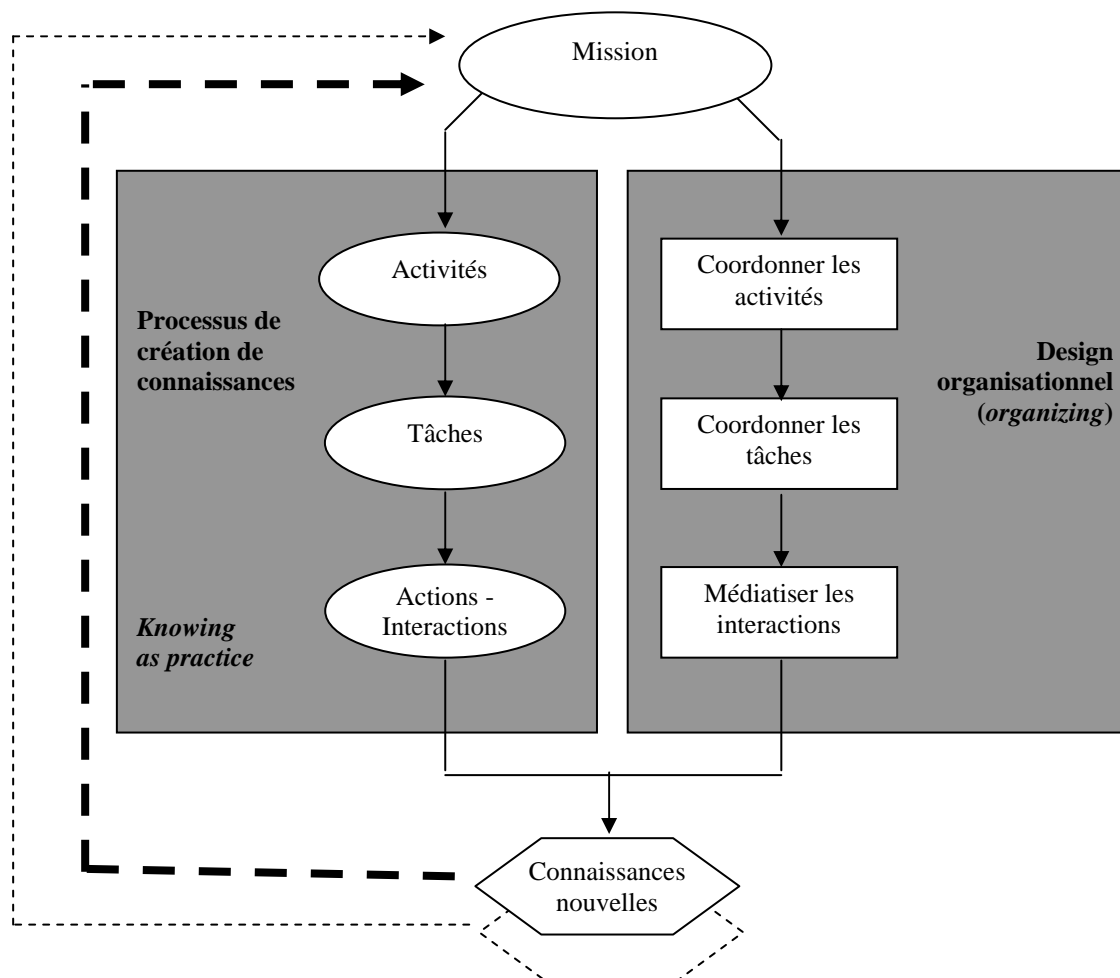 Mission
Activités
Coordonner les
activités
Processus de
création de
connaissances
Design
organisationnel
(organizing)
Tâches
Coordonner les
tâches
Actions -
Interactions
Médiatiser les
interactions
Knowing
as practice
Connaissances
nouvelles